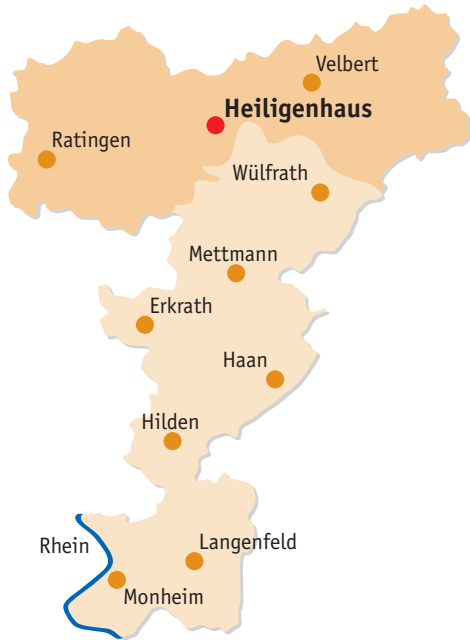 Velbert
Heiligenhaus
Ratingen
Wülfrath
Mettmann
Erkrath
Haan
Hilden
Rhein
Langenfeld
Monheim